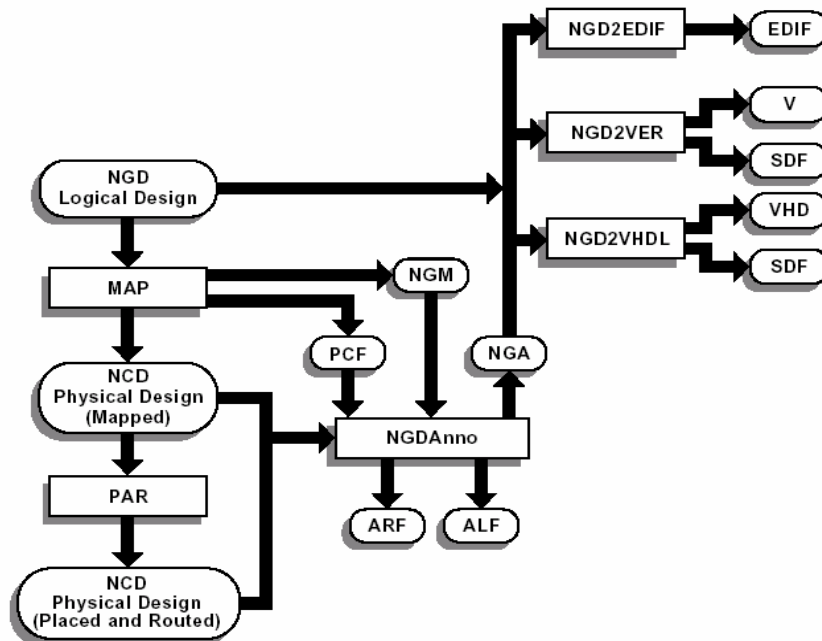 NGD2EDIF
EDIF
V
NGD2VER
SDF
NGD
Logical Design
VHD
NGD2VHDL
SDF
MAP
NGM
PCF
NGA
NCD
Physical Design
(Mapped)
NGDAnno
PAR
ARF
ALF
NCD
Physical Design
(Placed and Routed)